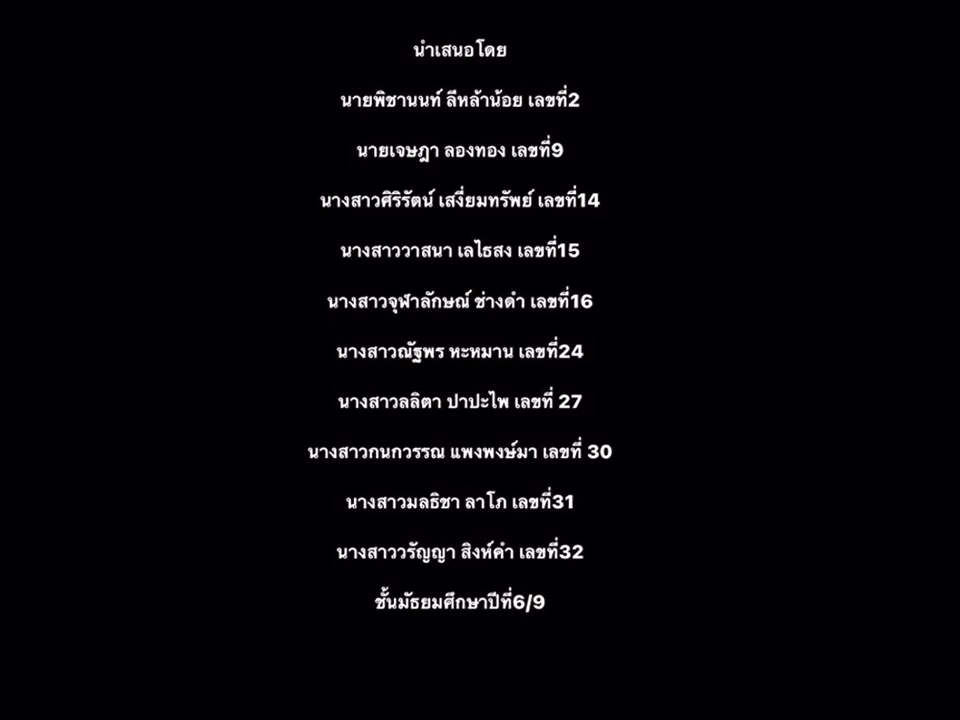 นำเสนอโดย
นายพิชานนท์ ลีหล้าน้อย เลขที่2
นายเจษฎา ลองทอง เลขที่9
นางสาวศิริรัตน์ เสงี่ยมทรัพย์ เลขที่14
นางสาววาสนา เลไธสง เลขที่15
นางสาวจุฬาลักษณ์ ช่างดำ เลขที่16
นางสาวณัฐพร หะหมาน เลขที่24
นางสาวลลิตา ปาปะไพ เลขที่ 27
นางสาวกนกวรรณ แพงพงษ์มา เลขที่ 30
นางสาวมลธิชา ลาโภ เลขที่31
นางสาววรัญญา สิงห์คำ เลขที่32
ชั้นมัธยมศึกษาปีที่6/9